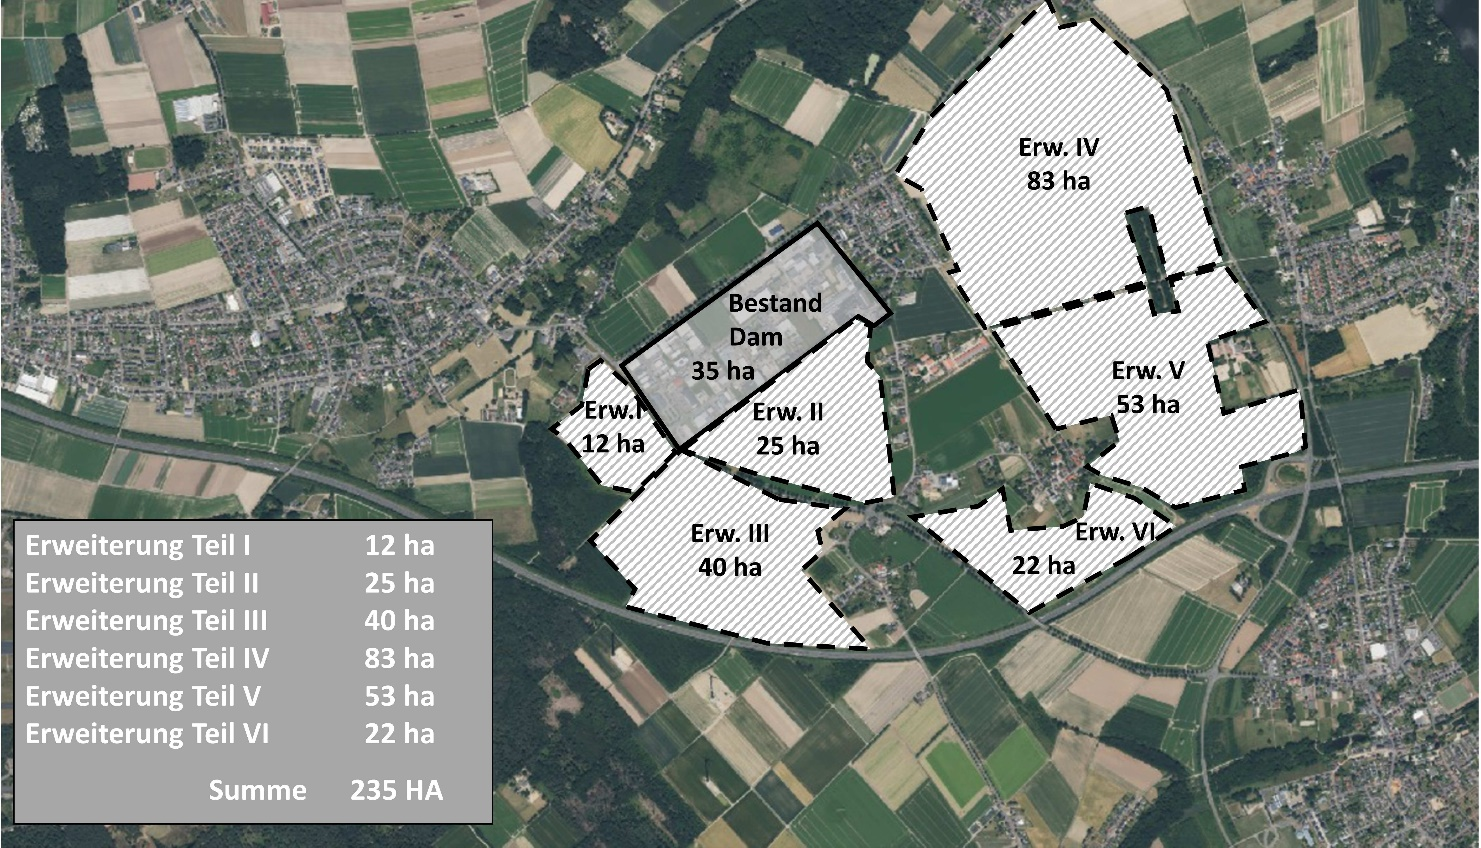 Erw. IV
83 ha
Bestand
Dam
35 ha
Erw. V
53 ha
Erw.I
12 ha
Erw. II
25 ha
Erw. III
40 ha
Erw. VI
22 ha
Erweiterung Teil I 12 ha
Erweiterung Teil II 25 ha
Erweiterung Teil III 40 ha
Erweiterung Teil IV 83 ha
Erweiterung Teil V 53 ha
Erweiterung Teil VI 22 ha
Summe 235 HA